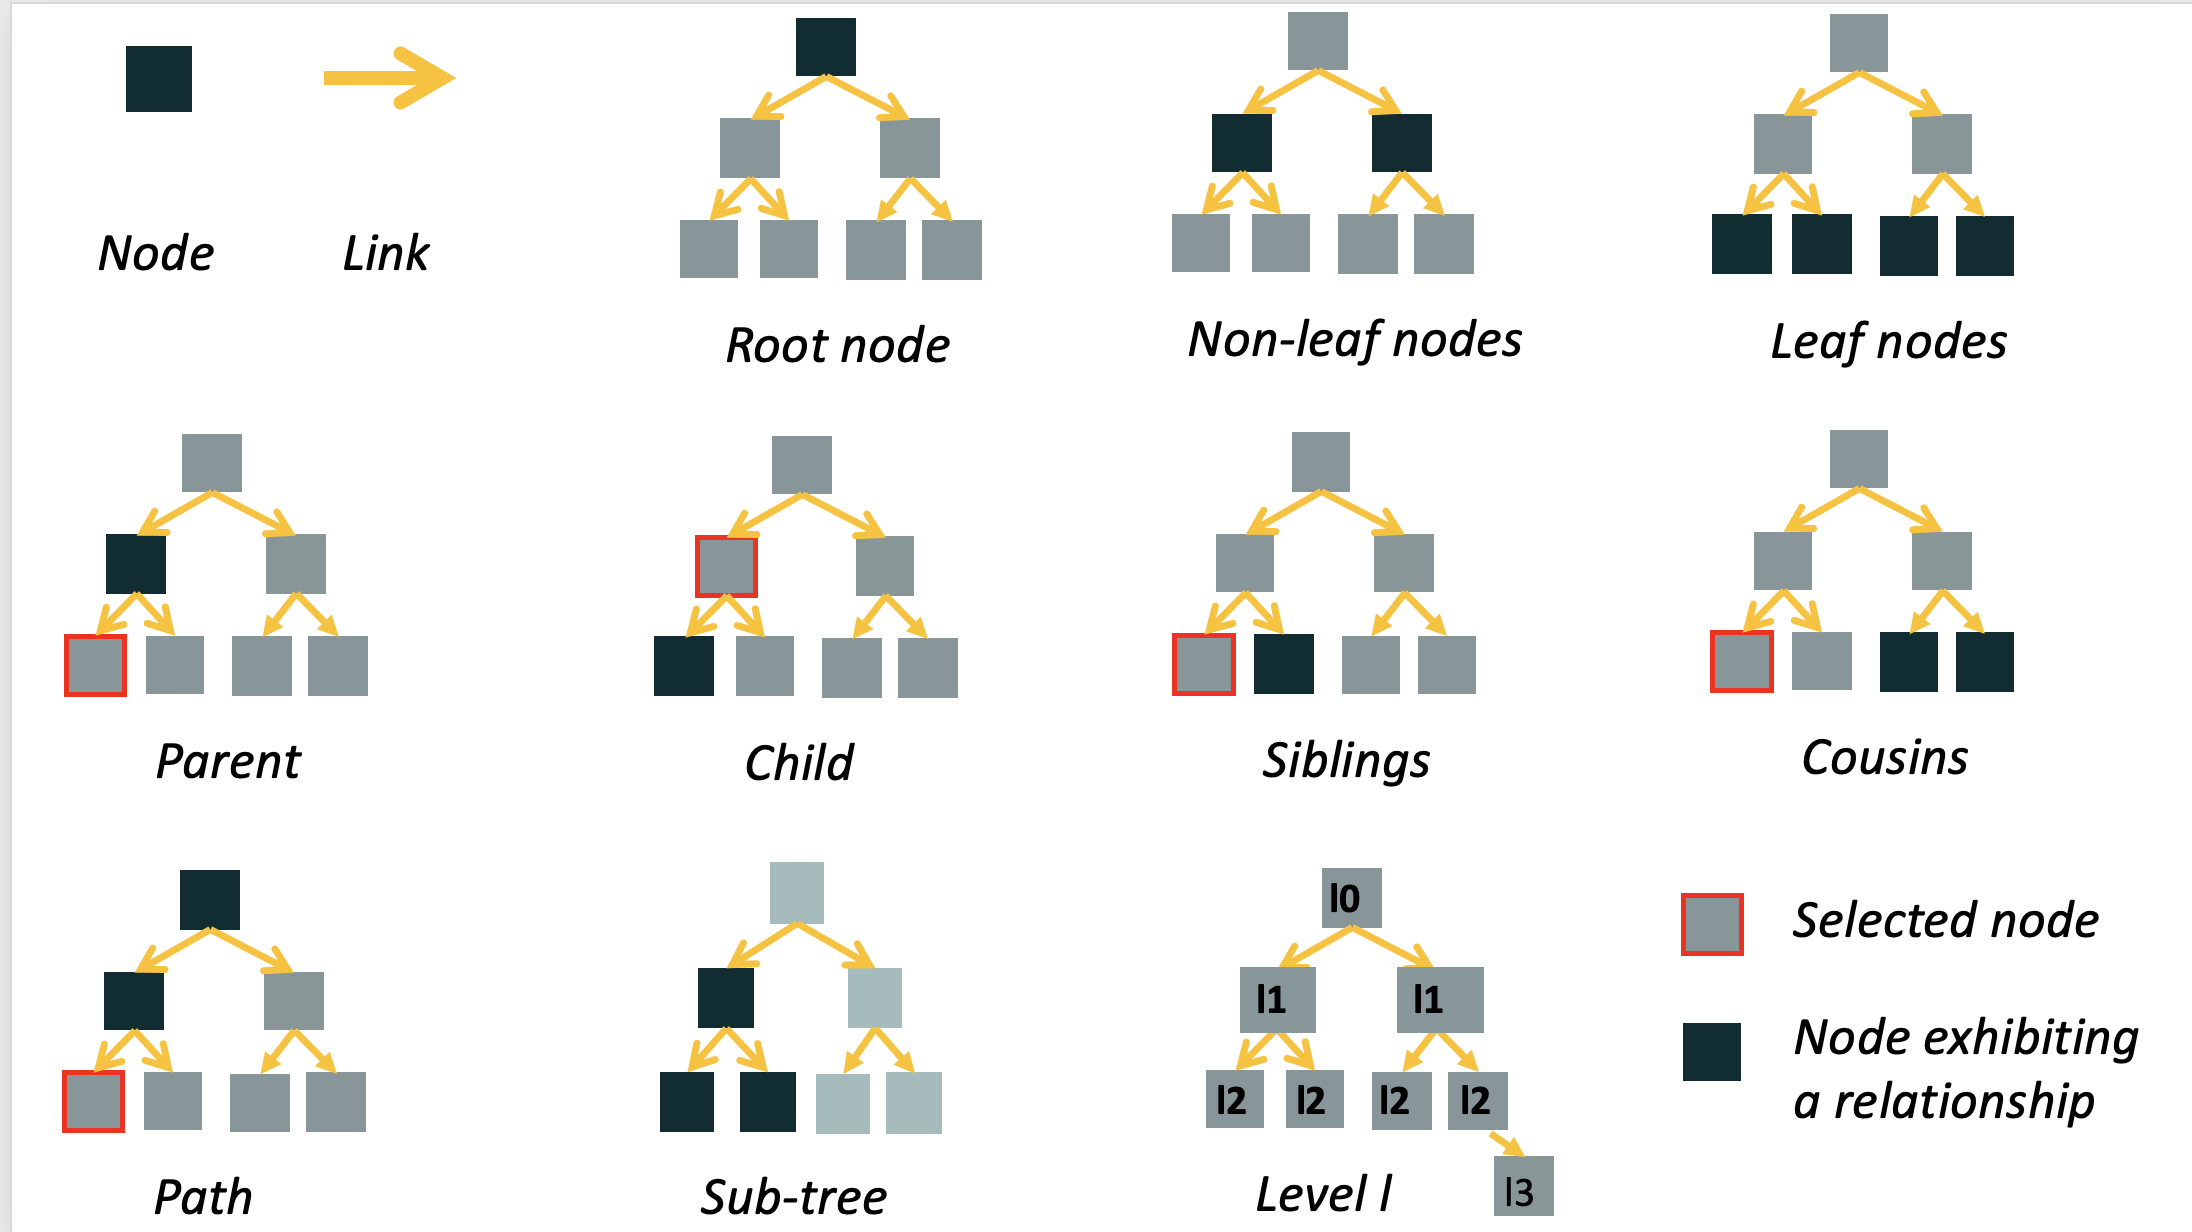 Node
Link
Root node
Non-leaf nodes
Leaf nodes
Parent
Child
Siblings
Cousins
l0
l1
l1
l2
l2
l2
l2
l3
Selected node
Node exhibiting
a relationship
Path
Sub-tree
Level l